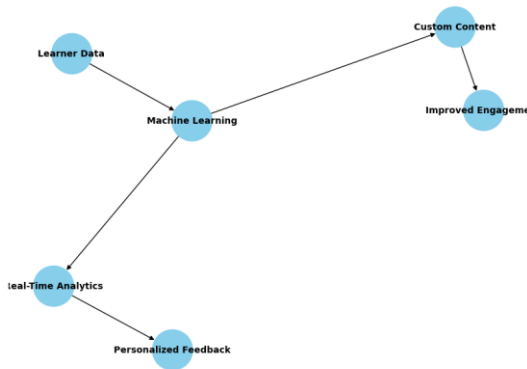 Custom Content
Learner Data
Improved Engageme
Machine Learning
eal-Time Analytics
Personalized Feedback